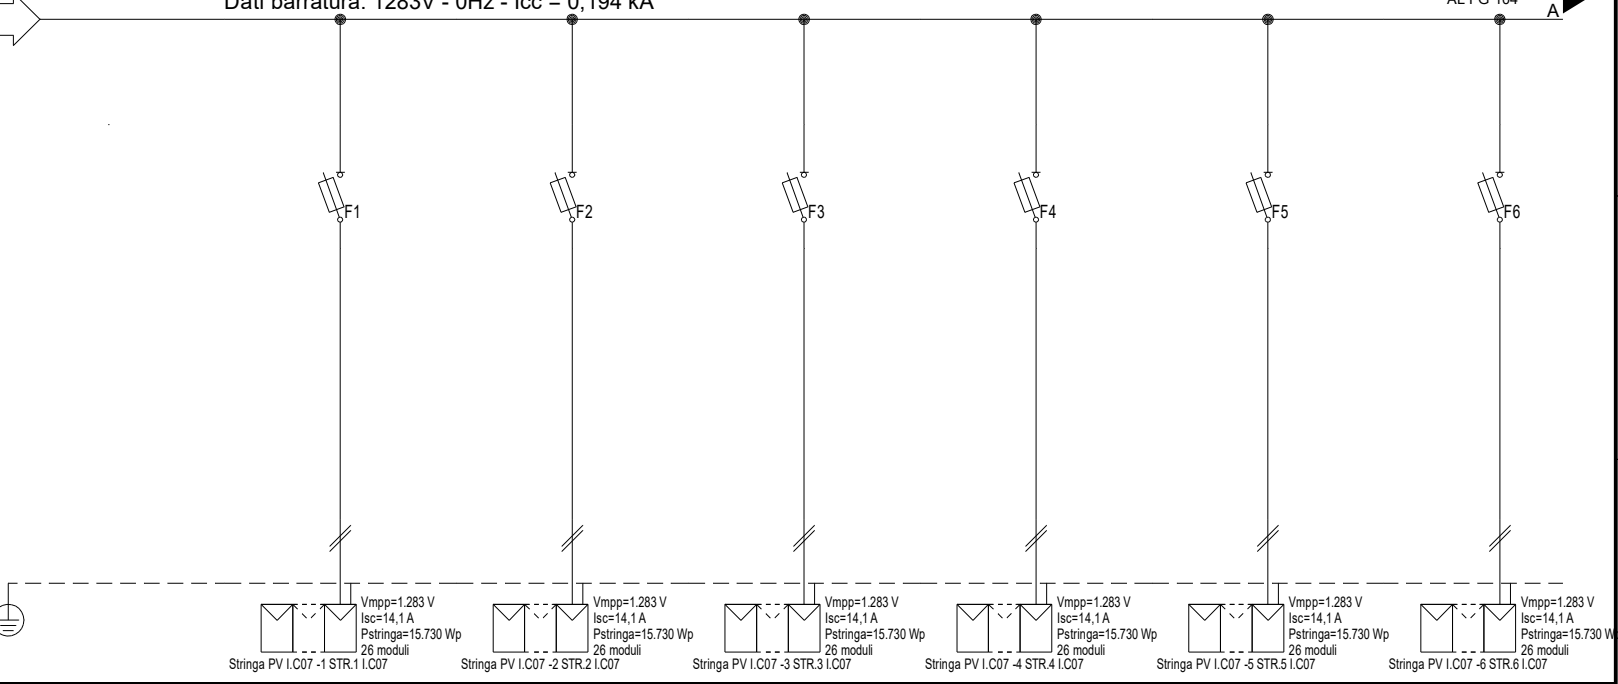 Dati barratura: 1283V - 0Hz - Icc = 0,194 kA
A
F1
F2
F3
F4
F5
F6
Vmpp=1.283 V
Isc=14,1 A
Pstringa=15.730 Wp
26 moduli
Stringa PV I.C07 -1 STR.1 I.C07
Vmpp=1.283 V
Isc=14,1 A
Pstringa=15.730 Wp
26 moduli
Stringa PV I.C07 -2 STR.2 I.C07
Vmpp=1.283 V
Isc=14,1 A
Pstringa=15.730 Wp
26 moduli
Stringa PV I.C07 -3 STR.3 I.C07
Vmpp=1.283 V
Isc=14,1 A
Pstringa=15.730 Wp
26 moduli
Stringa PV I.C07 -4 STR.4 I.C07
Vmpp=1.283 V
Isc=14,1 A
Pstringa=15.730 Wp
26 moduli
Stringa PV I.C07 -5 STR.5 I.C07
Vmpp=1.283 V
Isc=14,1 A
Pstringa=15.730 W
26 moduli
Stringa PV I.C07 -6 STR.6 I.C07